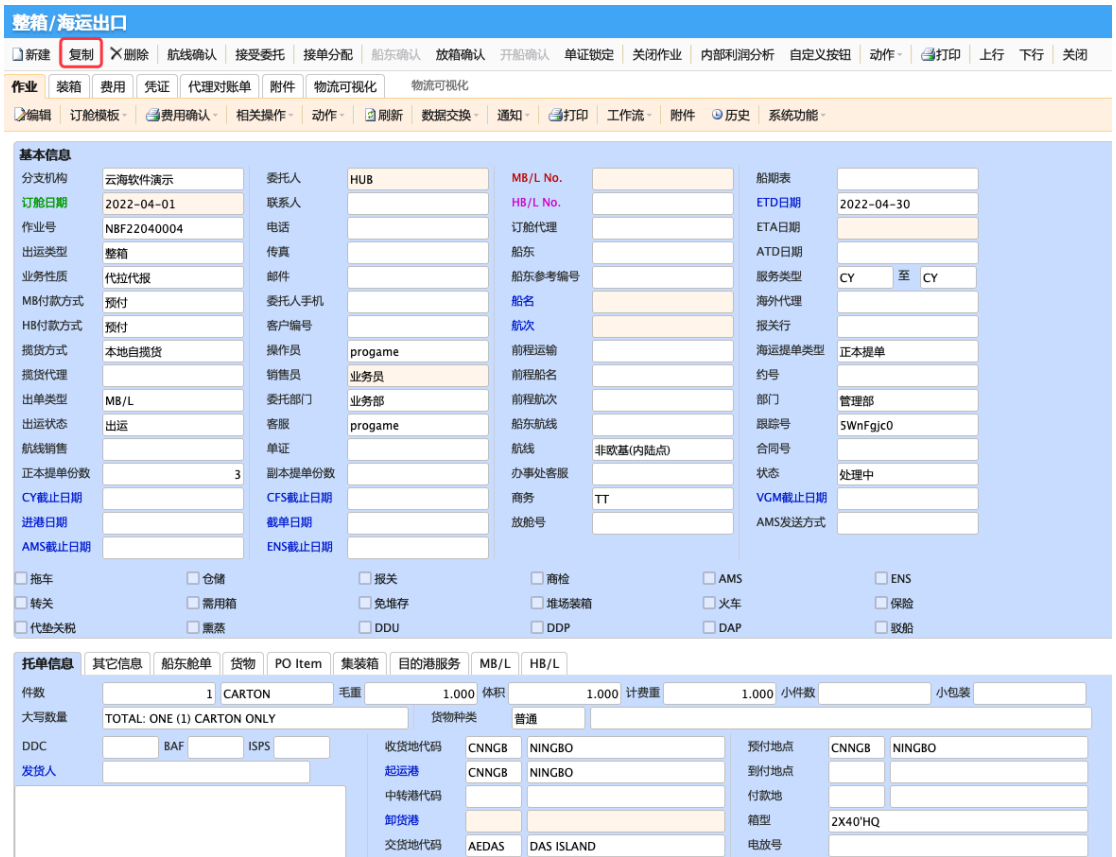 整箱/海运出口
新建 复制 删除 航线确认 接受委托 接单分配 船东确认 放箱确认 开船确认 单证锁定 关闭作业 内部利润分析 自定义按钮 动作 打印 上行 下行 关闭
作业 装箱 费用 凭证 代理对账单 附件 物流可视化 物流可视化
编辑 订舱模板 费用确认 相关操作 动作 刷新 数据交换 通知 打印 工作流 附件 历史 系统功能
基本信息
分支机构 云海软件演示 委托人 HUB MB/L No. 船期表
订舱日期 2022-04-01 联系人 HB/L No. ETD日期 2022-04-30
作业号 NBF22040004 电话 订舱代理 ETA日期
出运类型 整箱 传真 船东 ATD日期
业务性质 代拉代报 邮件 船东参考编号 服务类型 CY 至 CY
MB付款方式 预付 委托人手机 船名 海外代理
HB付款方式 预付 客户编号 航次 报关行
揽货方式 本地自揽货 操作员 progame 前程运输 海运提单类型 正本提单
揽货代理 销售员 业务员 前程船名 约号
出单类型 MB/L 委托部门 业务部 前程航次 部门 管理部
出运状态 出运 客服 progame 船东航线 跟踪号 5WnFgjc0
航线销售 单证 航线 非欧基(内陆点) 合同号
正本提单份数 3 副本提单份数 办事处客服 状态 处理中
CY截止日期 CFS截止日期 商务 TT VGM截止日期
进港日期 截单日期 放舱号 AMS发送方式
AMS截止日期 ENS截止日期
拖车 仓储 报关 商检 AMS ENS
转关 需用箱 免堆存 堆场装箱 火车 保险
代垫关税 熏蒸 DDU DDP DAP 驳船
托单信息 其它信息 船东舱单 货物 PO Item 集装箱 目的港服务 MB/L HB/L
件数 1 CARTON 毛重 1.000 体积 1.000 计费重 1.000 小件数 小包装
大写数量 TOTAL: ONE (1) CARTON ONLY 货物种类 普通
DDC BAF ISPS 收货地代码 CNNGB NINGBO 预付地点 CNNGB NINGBO
发货人 起运港 CNNGB NINGBO 到付地点
中转港代码 付款地
卸货港 箱型 2X40'HQ
交货地代码 AEDAS DAS ISLAND 电放号